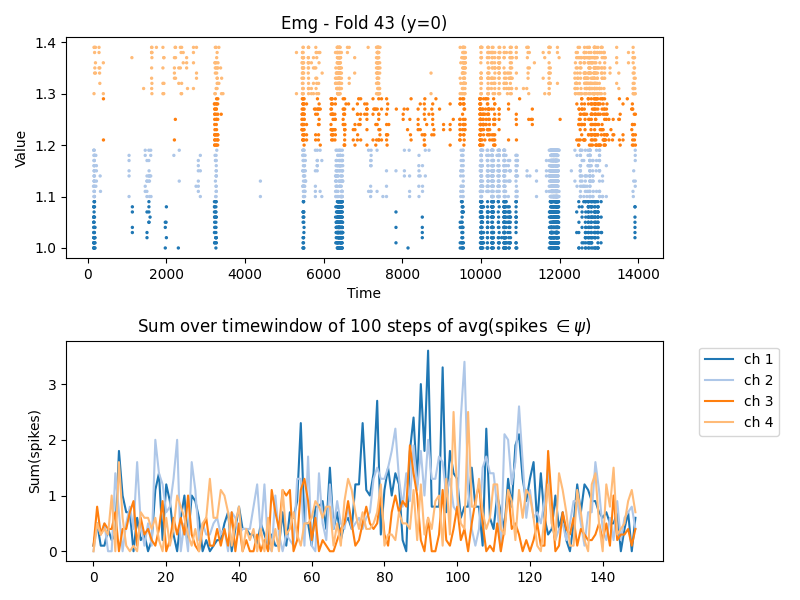 Emg - Fold 43 (y=0)
1.4
1.3
1.2
1.1
1.0
Value
0 2000 4000 6000 8000 10000 12000 14000
Time
Sum over timewindow of 100 steps of avg(spikes ∈ ψ)
3
2
1
0
Sum(spikes)
0 20 40 60 80 100 120 140
ch 1
ch 2
ch 3
ch 4